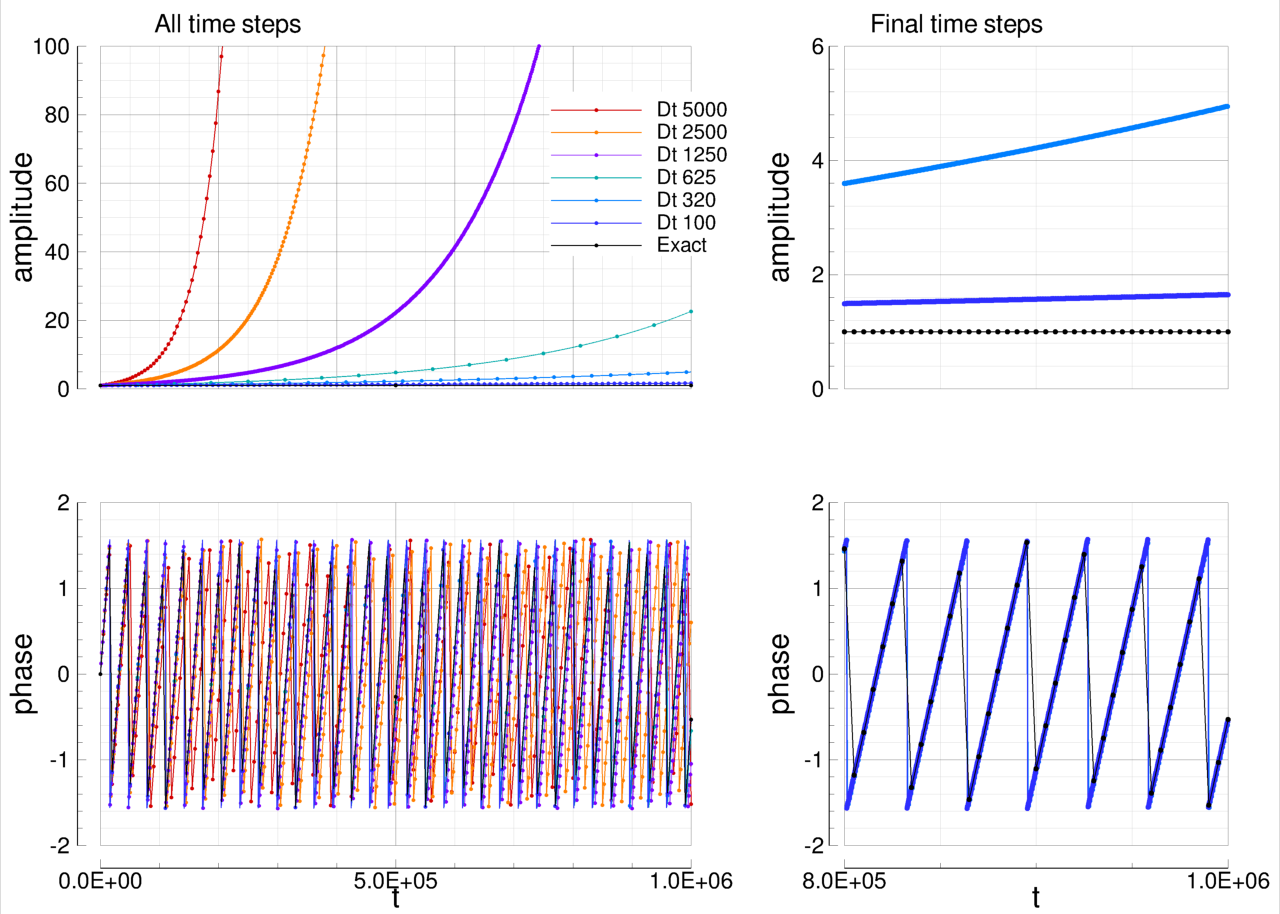 All time steps
Final time steps
100
80
60
40
20
0
amplitude
Dt 5000
Dt 2500
Dt 1250
Dt 625
Dt 320
Dt 100
Exact
6
4
2
0
amplitude
2
1
0
-1
-2
phase
0.0E+00
5.0E+05
1.0E+06
t
2
1
0
-1
-2
phase
8.0E+05
1.0E+06
t